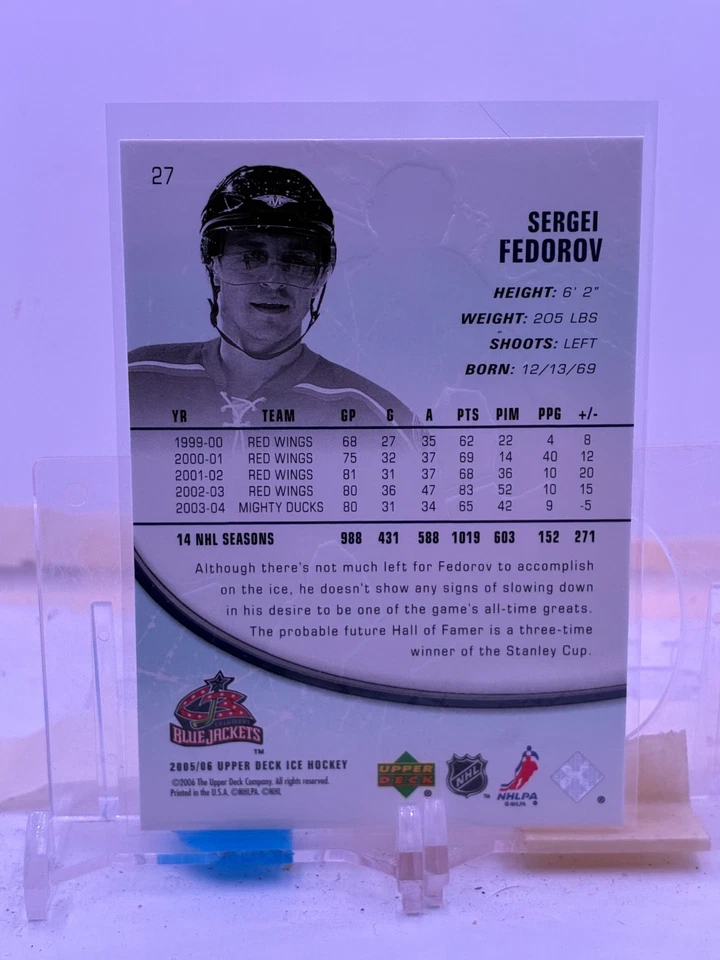 27
SERGEI
FEDOROV
HEIGHT: 6' 2"
WEIGHT: 205 LBS
SHOOTS: LEFT
BORN: 12/13/69
YR TEAM GP G A PTS PIM PPG +/-
1999-00 RED WINGS 68 27 35 62 22 4 8
2000-01 RED WINGS 75 32 37 69 14 40 12
2001-02 RED WINGS 81 31 37 68 36 10 20
2002-03 RED WINGS 80 36 47 83 52 10 15
2003-04 MIGHTY DUCKS 80 31 34 65 42 9 -5
14 NHL SEASONS 988 431 588 1019 603 152 271
Although there's not much left for Fedorov to accomplish
on the ice, he doesn't show any signs of slowing down
in his desire to be one of the game's all-time greats.
The probable future Hall of Famer is a three-time
winner of the Stanley Cup.
BLUE JACKETS
TM
2005/06 UPPER DECK ICE HOCKEY
©2006 The Upper Deck Company. All rights reserved.
Printed in the U.S.A. ©NHLPA. ©NHL
UPPER
DECK
®
NHL
TM
NHLPA
®
®